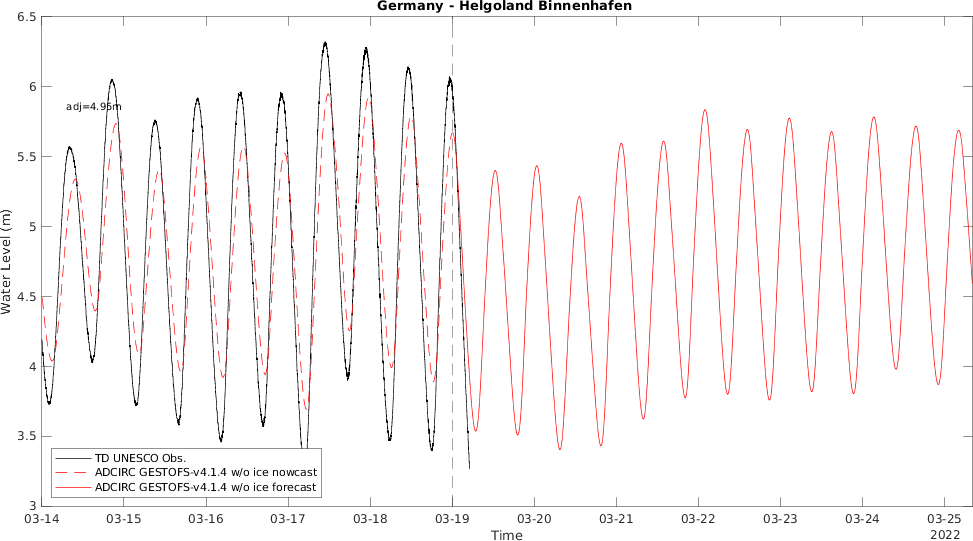 Germany - Helgoland Binnenhafen
6.5
6
5.5
5
4.5
4
3.5
3
Water Level (m)
adj=4.95m
TD UNESCO Obs.
ADCIRC GESTOFS-v4.1.4 w/o ice nowcast
ADCIRC GESTOFS-v4.1.4 w/o ice forecast
03-14 03-15 03-16 03-17 03-18 03-19 03-20 03-21 03-22 03-23 03-24 03-25
Time
2022